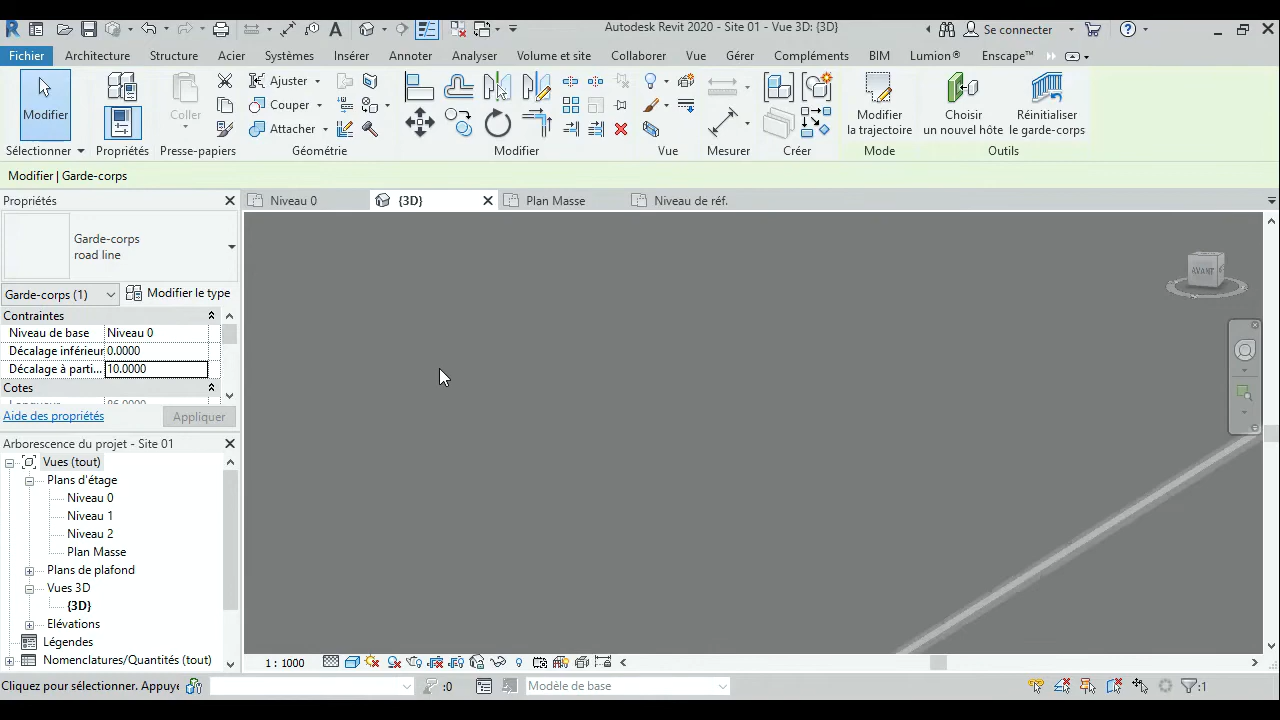 Autodesk Revit 2020 - Site 01 - Vue 3D: {3D}
Se connecter
Fichier Architecture Structure Acier Systèmes Insérer Annoter Analyser Volume et site Collaborer Vue Gérer Compléments BIM Lumion® Enscape™
Modifier
Coller
Ajuster
Couper
Attacher
Modifier
la trajectoire
Choisir
un nouvel hôte
Réinitialiser
le garde-corps
Sélectionner Propriétés Presse-papiers Géométrie Modifier Vue Mesurer Créer Mode Outils
Modifier | Garde-corps
Propriétés
Niveau 0 {3D} Plan Masse Niveau de réf.
Garde-corps
road line
Garde-corps (1) Modifier le type
Contraintes
Niveau de base Niveau 0
Décalage inférieur 0.0000
Décalage à parti... 10.0000
Cotes
Longueur 86.0000
Aide des propriétés Appliquer
AVANT
Arborescence du projet - Site 01
Vues (tout)
Plans d'étage
Niveau 0
Niveau 1
Niveau 2
Plan Masse
Plans de plafond
Vues 3D
{3D}
Elévations
Légendes
Nomenclatures/Quantités (tout)
1 : 1000
Cliquez pour sélectionner. Appuye
:0
Modèle de base
:1